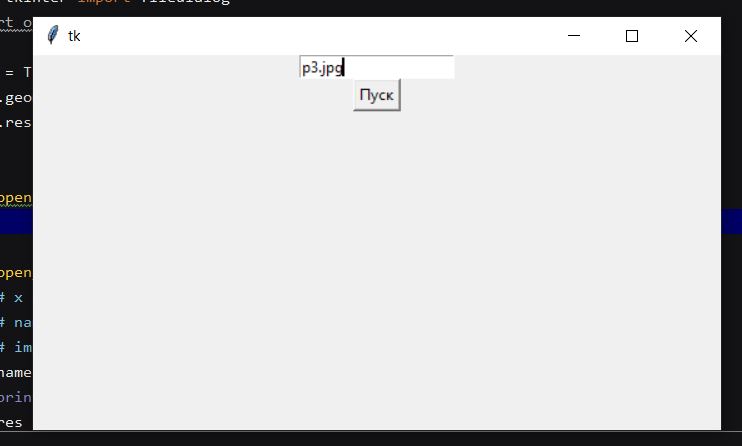 tkinter import filedialog
rt o
tk
= T
p3.jpg
.geo
Пуск
.res
open
open
# x
# na
# im
name
prin
res